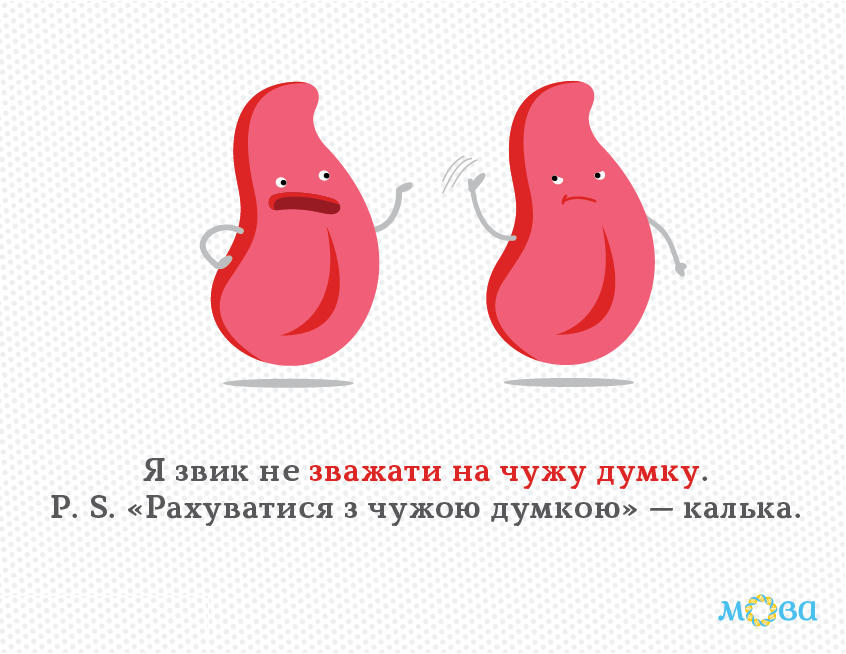 Я звик не зважати на чужу думку.
P. S. «Рахуватися з чужою думкою» — калька.
мова